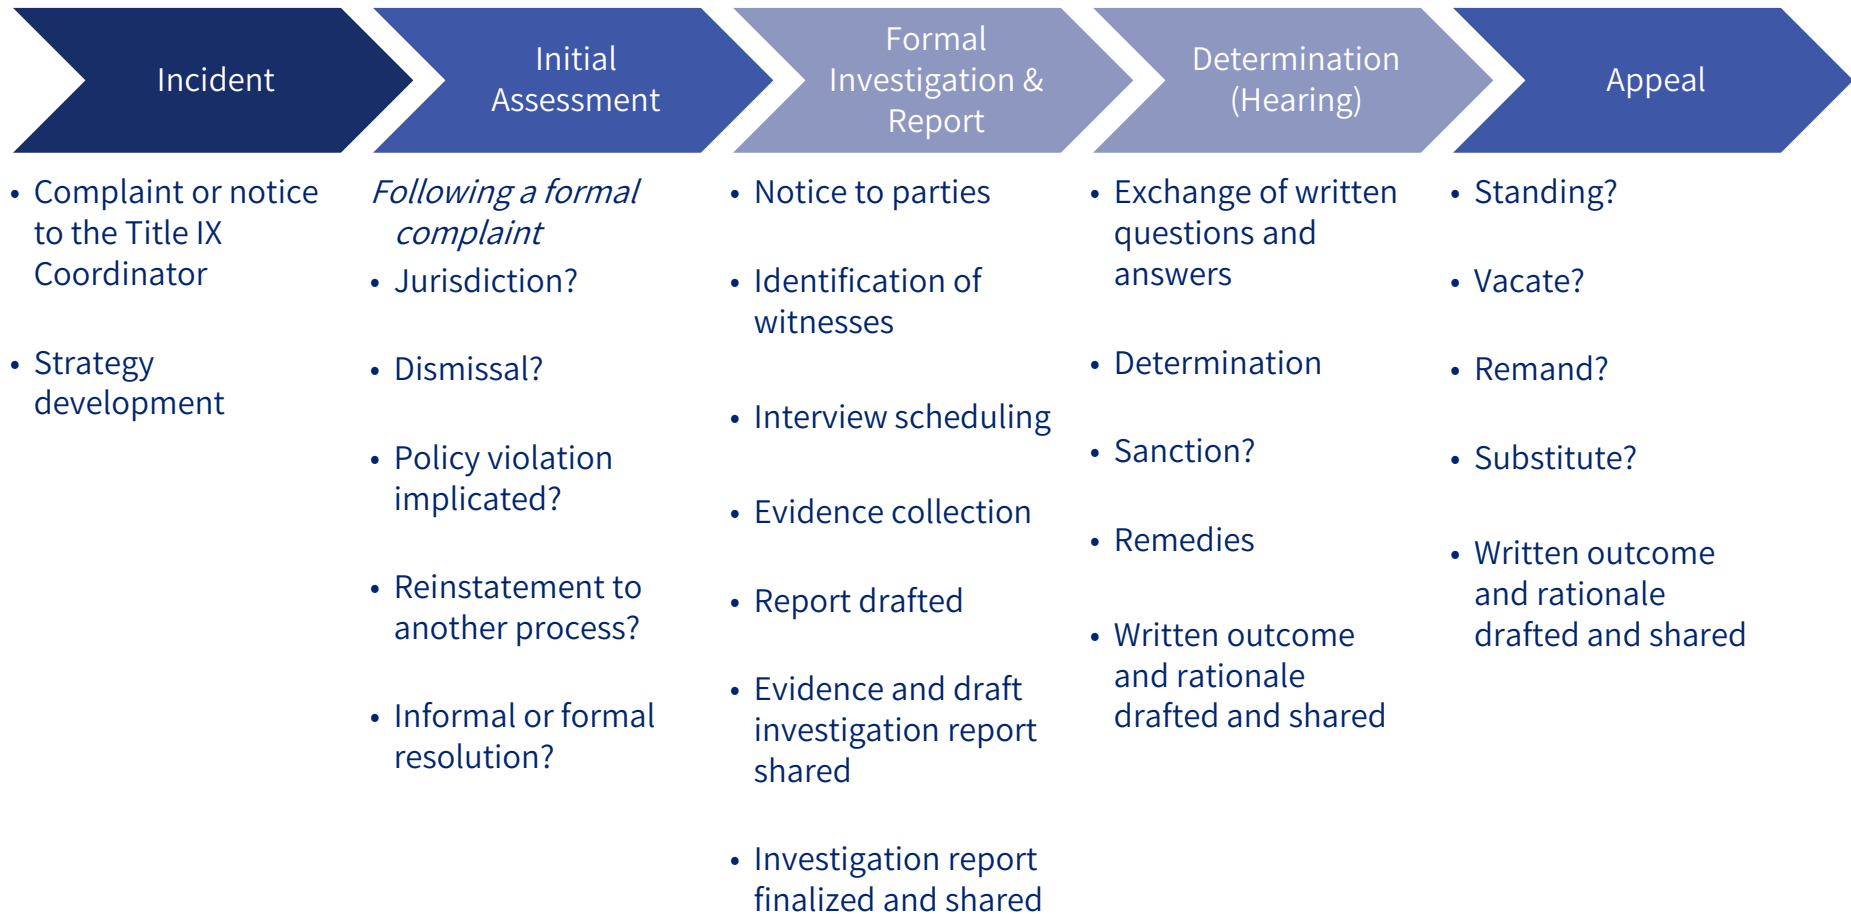 Incident
Initial
Assessment
Formal
Investigation &
Report
Determination
(Hearing)
Appeal
• Complaint or notice
to the Title IX
Coordinator
• Strategy
development
Following a formal
complaint
• Jurisdiction?
• Dismissal?
• Policy violation
implicated?
• Reinstatement to
another process?
• Informal or formal
resolution?
• Notice to parties
• Identification of
witnesses
• Interview scheduling
• Evidence collection
• Report drafted
• Evidence and draft
investigation report
shared
• Investigation report
finalized and shared
• Exchange of written
questions and
answers
• Determination
• Sanction?
• Remedies
• Written outcome
and rationale
drafted and shared
• Standing?
• Vacate?
• Remand?
• Substitute?
• Written outcome
and rationale
drafted and shared